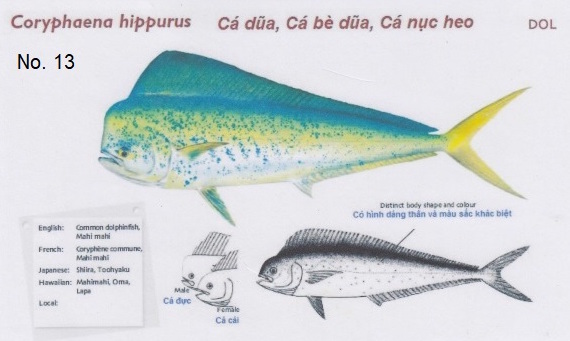 Coryphaena hippurus Cá dũa, Cá bè dũa, Cá nục heo DOL
No. 13
Distinct body shape and colour
Có hình dáng thân và màu sắc khác biệt
English: Common dolphinfish,
Mahi mahi
French: Coryphène commune,
Mahi mahi
Japanese: Shiira, Toohyaku
Hawaiian: Mahimahi, Oma,
Lapa
Local:
Male
Cá đực
Female
Cá cái